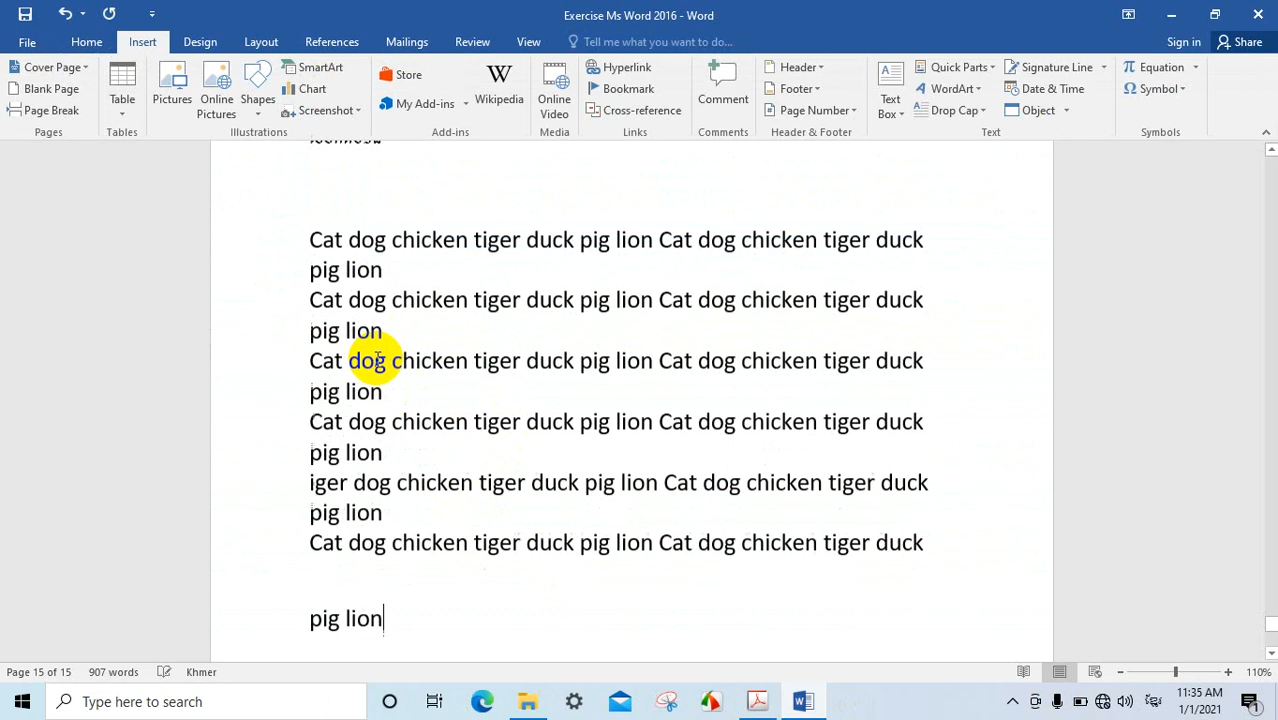 Exercise Ms Word 2016 - Word
File Home Insert Design Layout References Mailings Review View Tell me what you want to do... Sign in Share
Cover Page
Blank Page
Page Break
Pages
Table
Tables
Pictures
Online Pictures
Shapes
SmartArt
Chart
Screenshot
Illustrations
Store
My Add-ins
Wikipedia
Add-ins
Online Video
Media
Hyperlink
Bookmark
Cross-reference
Links
Comment
Comments
Header
Footer
Page Number
Header & Footer
Text Box
Quick Parts
WordArt
Drop Cap
Signature Line
Date & Time
Object
Text
Equation
Symbol
Symbols
Cat dog chicken tiger duck pig lion Cat dog chicken tiger duck
pig lion
Cat dog chicken tiger duck pig lion Cat dog chicken tiger duck
pig lion
Cat dog chicken tiger duck pig lion Cat dog chicken tiger duck
pig lion
Cat dog chicken tiger duck pig lion Cat dog chicken tiger duck
pig lion
iger dog chicken tiger duck pig lion Cat dog chicken tiger duck
pig lion
Cat dog chicken tiger duck pig lion Cat dog chicken tiger duck
pig lion
Page 15 of 15 907 words Khmer 110%
Type here to search
11:35 AM
1/1/2021